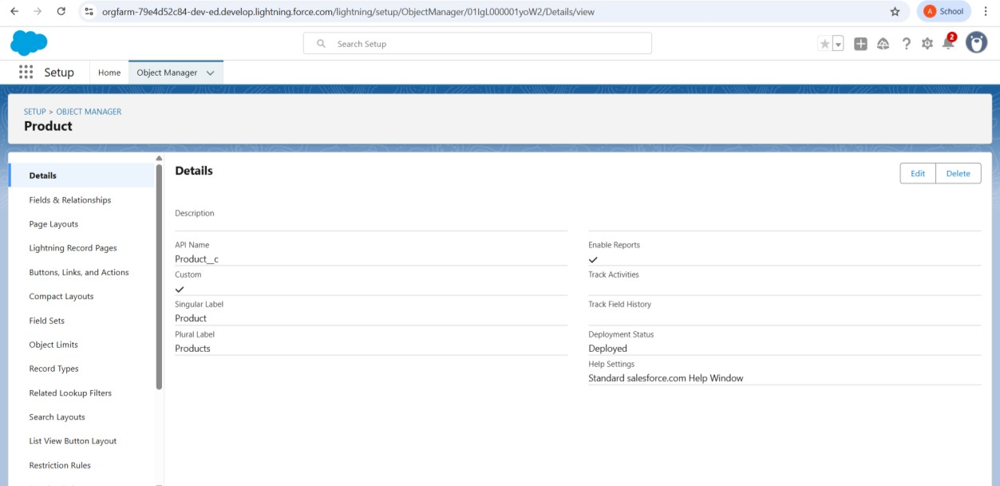 orgfarm-79e4d52c84-dev-ed.develop.lightning.force.com/lightning/setup/ObjectManager/01IgL000001yoW2/Details/view
A School
Search Setup
2
Setup Home Object Manager
SETUP > OBJECT MANAGER
Product
Details
Fields & Relationships
Page Layouts
Lightning Record Pages
Buttons, Links, and Actions
Compact Layouts
Field Sets
Object Limits
Record Types
Related Lookup Filters
Search Layouts
List View Button Layout
Restriction Rules
Details
Edit Delete
Description
API Name
Product__c
Custom
Singular Label
Product
Plural Label
Products
Enable Reports
Track Activities
Track Field History
Deployment Status
Deployed
Help Settings
Standard salesforce.com Help Window